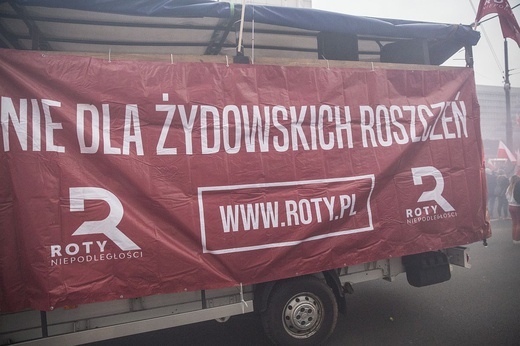 NIE DLA ŻYDOWSKICH ROSZCZEŃ
WWW.ROTY.PL
ROTY
NIEPODLEGŁOŚCI
ROTY
NIEPODLEGŁOŚCI